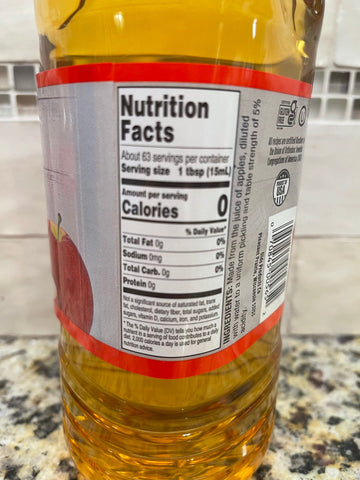 Nutrition
Facts
About 63 servings per container
Serving size 1 tbsp (15mL)
Amount per serving
Calories 0
% Daily Value*
Total Fat 0g 0%
Sodium 0mg 0%
Total Carb. 0g 0%
Protein 0g
Not a significant source of saturated fat, trans
fat, cholesterol, dietary fiber, total sugars, added
sugars, vitamin D, calcium, iron, and potassium.
* The % Daily Value (DV) tells you how much a
nutrient in a serving of food contributes to a daily
diet. 2,000 calories a day is used for general
nutrition advice.
INGREDIENTS: Made from the juice of apples, diluted
with water to a uniform pickling and table strength of 5%
acidity.
All recipes are certified Kosher by
the Union of Orthodox Jewish
Congregations of America
USA